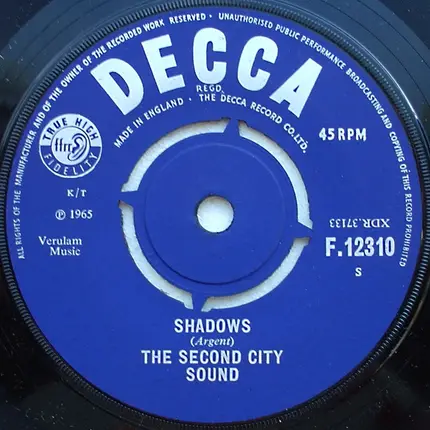 ALL RIGHTS OF THE MANUFACTURER AND OF THE OWNER OF THE RECORDED WORK RESERVED • UNAUTHORISED PUBLIC PERFORMANCE BROADCASTING AND COPYING OF THIS RECORD PROHIBITED
DECCA
REGD.
MADE IN ENGLAND • THE DECCA RECORD CO. LTD.
TRUE HIGH
ffrr
FIDELITY
45 RPM
K/T
℗ 1965
Verulam
Music
XDR.37133
F.12310
S
SHADOWS
(Argent)
THE SECOND CITY
SOUND